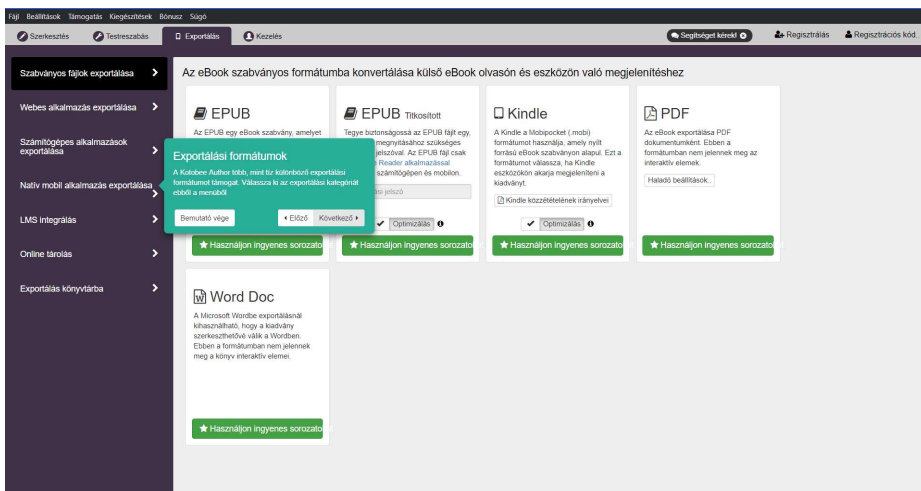 Fájl Beállítások Támogatás Kiegészítések Bónusz Súgó
Szerkesztés Testreszabás Exportálás Kezelés Segítséget kérek! Regisztrálás Regisztrációs kód..
Szabványos fájlok exportálása
Webes alkalmazás exportálása
Számítógépes alkalmazások
exportálása
Natív mobil alkalmazás exportálása
LMS integrálás
Online tárolás
Exportálás könyvtárba
Az eBook szabványos formátumba konvertálása külső eBook olvasón és eszközön való megjelenítéshez
EPUB
Az EPUB egy eBook szabvány, amelyet
Exportálási formátumok
A Kotobee Author több, mint tíz különböző exportálási
formátumot támogat. Válassza ki az exportálási kategóriát
ebből a menüből
Bemutató vége Előző Következő
Használjon ingyenes sorozato
EPUB Titkosított
Tegye biztonságossá az EPUB fájlt egy,
megnyitásához szükséges
jelszóval. Az EPUB fájl csak
Reader alkalmazással
számítógépen és mobilon.
jelszó
Optimizálás
Használjon ingyenes sorozato
Kindle
A Kindle a Mobipocket (.mobi)
formátumot használja, amely nyílt
forrású eBook szabványon alapul. Ezt a
formátumot válassza, ha Kindle
eszközökön akarja megjeleníteni a
kiadványt.
Kindle közzétételének irányelvei
Optimizálás
Használjon ingyenes sorozato
PDF
Az eBook exportálása PDF
dokumentumként. Ebben a
formátumban nem jelennek meg az
interaktív elemek.
Haladó beállítások..
Használjon ingyenes sorozato
Word Doc
A Microsoft Wordbe exportálásnál
kihasználható, hogy a kiadvány
szerkeszthetővé válik a Wordben.
Ebben a formátumban nem jelennek
meg a könyv interaktív elemei.
Használjon ingyenes sorozato